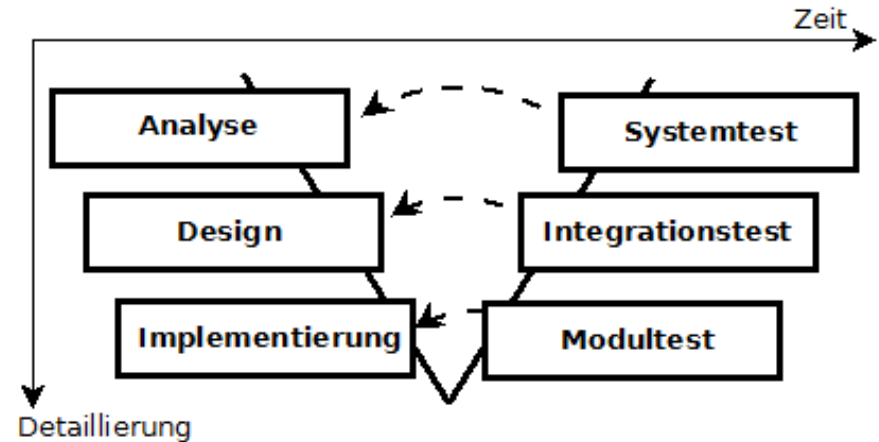 Zeit
Analyse
Systemtest
Design
Integrationstest
Implementierung
Modultest
Detaillierung